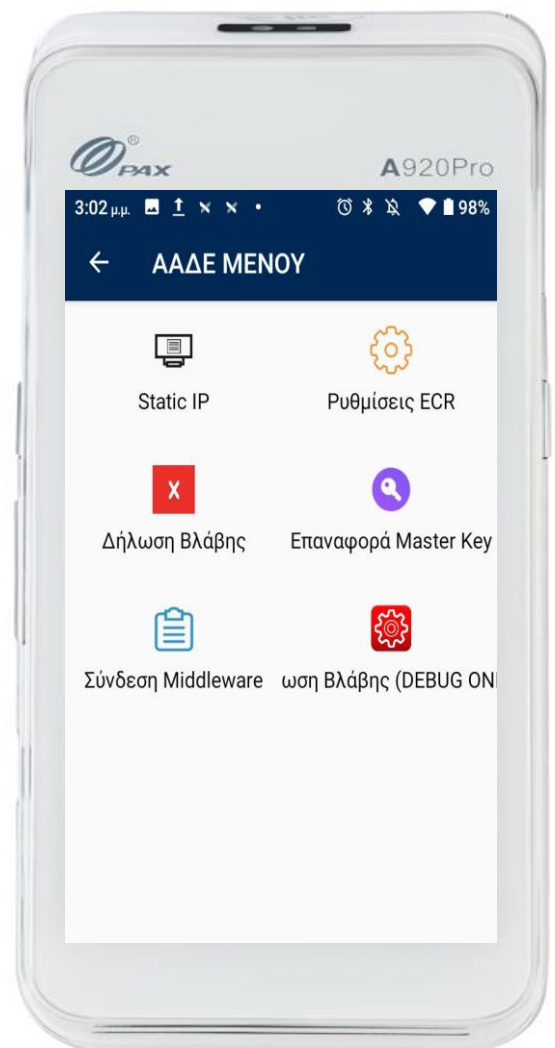 PAX®
A920Pro
3:02 μ.μ. 98%
ΑΑΔΕ ΜΕΝΟΥ
Static IP Ρυθμίσεις ECR
X
Δήλωση Βλάβης Επαναφορά Master Key
Σύνδεση Middleware ωση Βλάβης (DEBUG ON